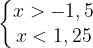 x > -1,5
x < 1,25